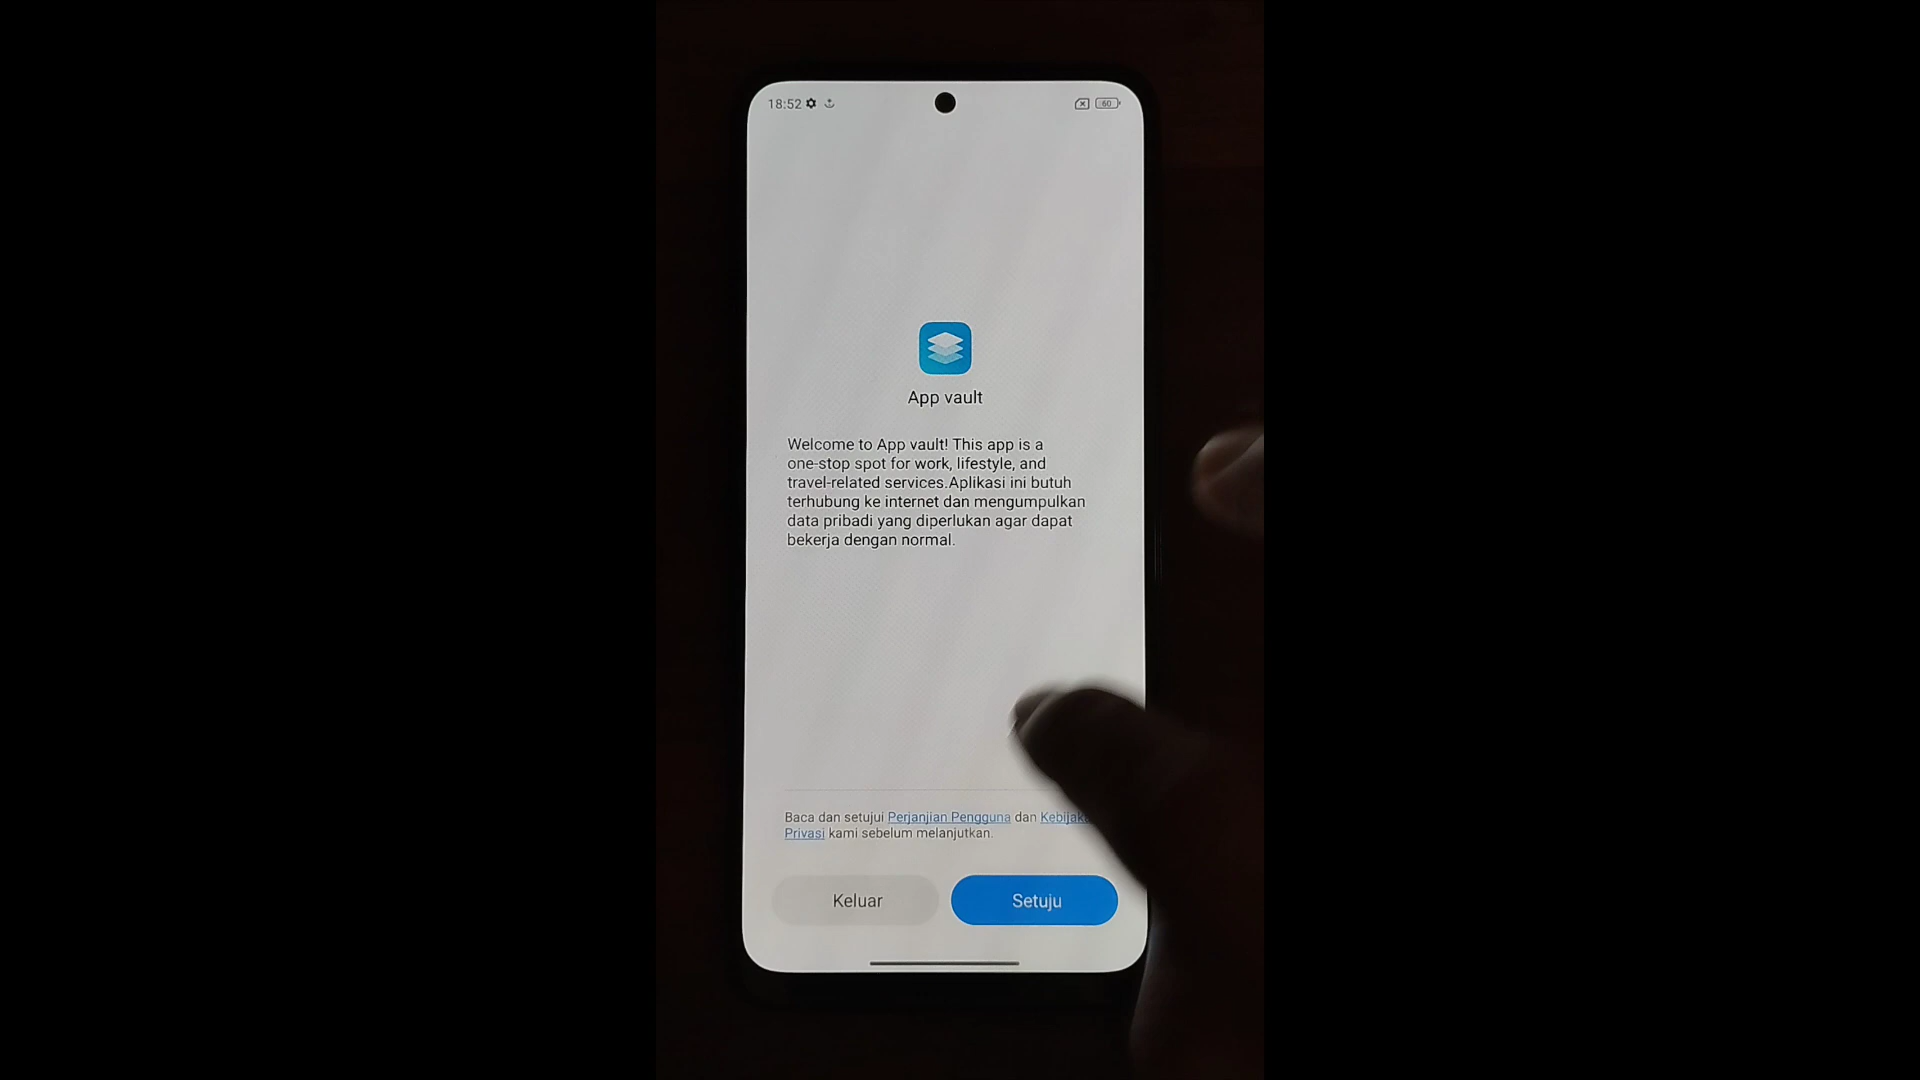 18:52
60
App vault
Welcome to App vault! This app is a
one-stop spot for work, lifestyle, and
travel-related services.Aplikasi ini butuh
terhubung ke internet dan mengumpulkan
data pribadi yang diperlukan agar dapat
bekerja dengan normal.
Baca dan setujui Perjanjian Pengguna dan
Privasi kami sebelum melanjutkan.
Keluar
Setuju